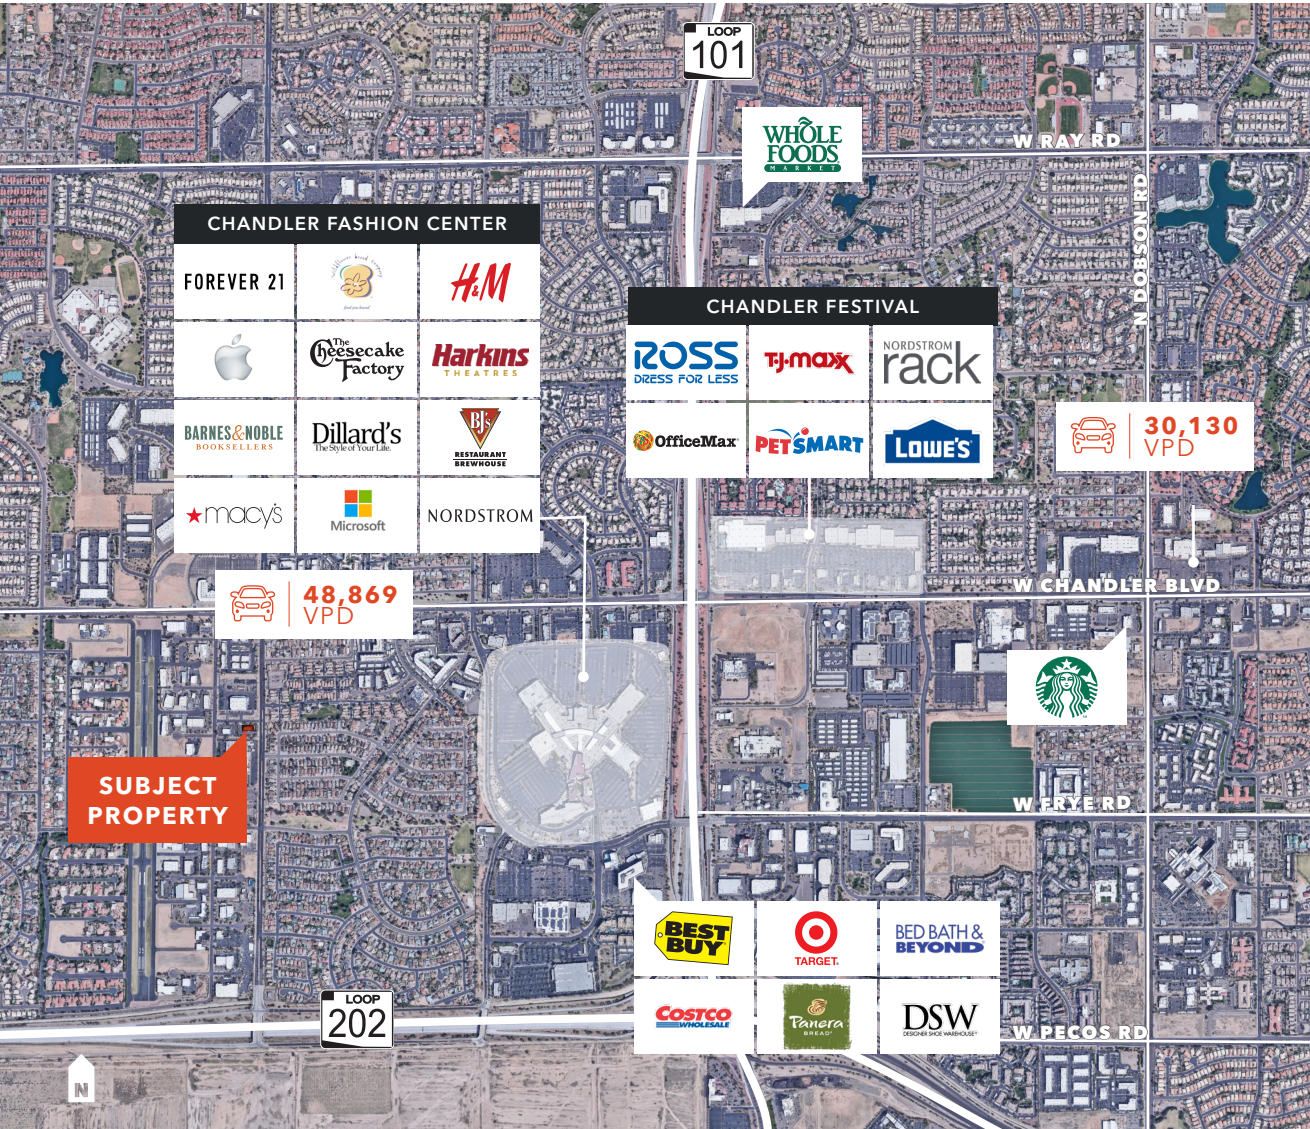 LOOP
101
WHOLE
FOODS
MARKET
W RAY RD
N DOBSON RD
CHANDLER FASHION CENTER
FOREVER 21
H&M
The
Cheesecake
Factory
Harkins
THEATRES
BARNES&NOBLE
BOOKSELLERS
Dillard's
The Style of Your Life.
BJ's
RESTAURANT
BREWHOUSE
macy's
Microsoft
NORDSTROM
CHANDLER FESTIVAL
ROSS
DRESS FOR LESS
T·J·maxx
NORDSTROM
rack
OfficeMax
PETSMART
LOWE'S
30,130
VPD
W CHANDLER BLVD
48,869
VPD
SUBJECT
PROPERTY
W FRYE RD
BEST
BUY
TARGET.
BED BATH &
BEYOND
COSTCO
WHOLESALE
Panera
BREAD
DSW
DESIGNER SHOE WAREHOUSE
LOOP
202
W PECOS RD
N